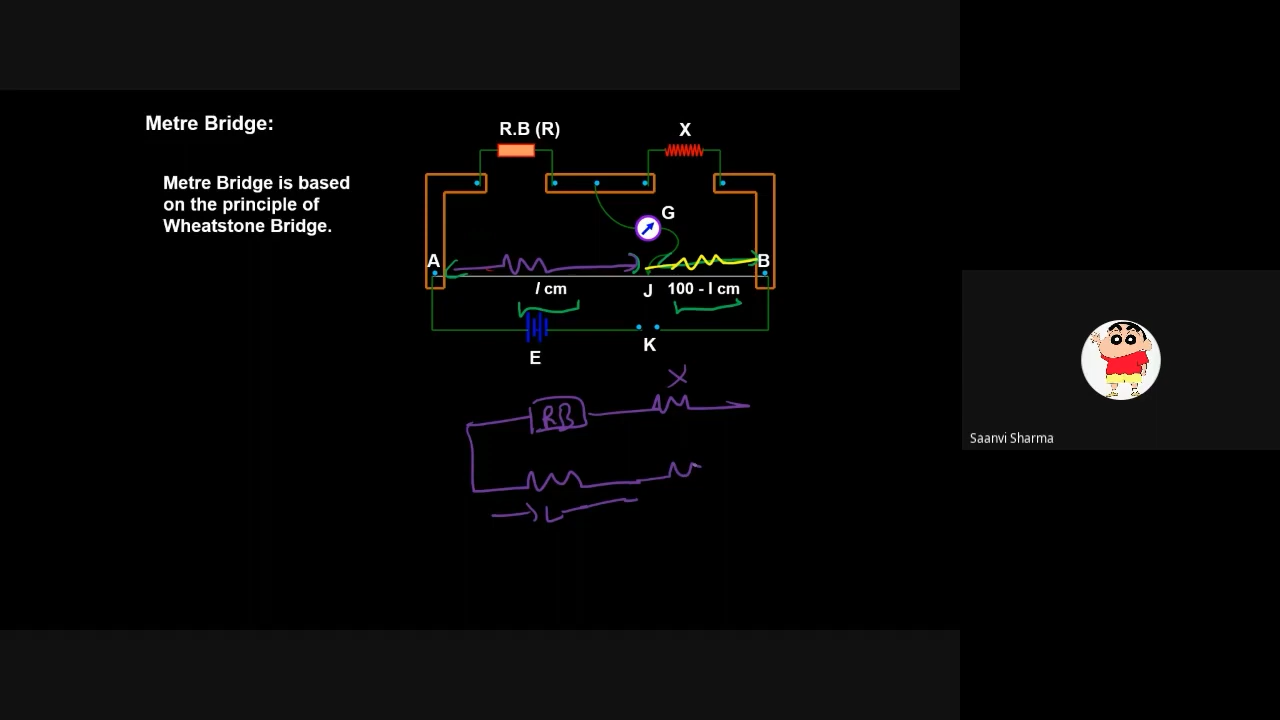 Metre Bridge:
Metre Bridge is based
on the principle of
Wheatstone Bridge.
R.B (R)
X
G
A
B
l cm
J
100 - l cm
E
K
X
RB
L
Saanvi Sharma